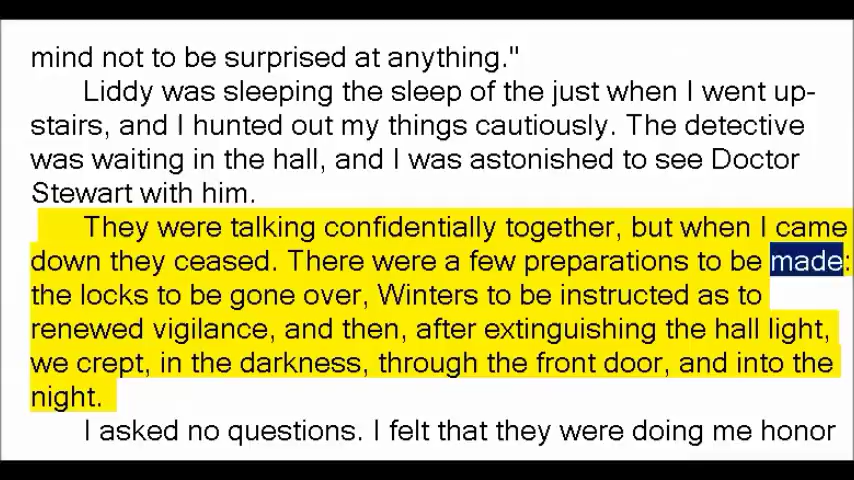 mind not to be surprised at anything."
Liddy was sleeping the sleep of the just when I went up-
stairs, and I hunted out my things cautiously. The detective
was waiting in the hall, and I was astonished to see Doctor
Stewart with him.
They were talking confidentially together, but when I came
down they ceased. There were a few preparations to be made:
the locks to be gone over, Winters to be instructed as to
renewed vigilance, and then, after extinguishing the hall light,
we crept, in the darkness, through the front door, and into the
night.
I asked no questions. I felt that they were doing me honor